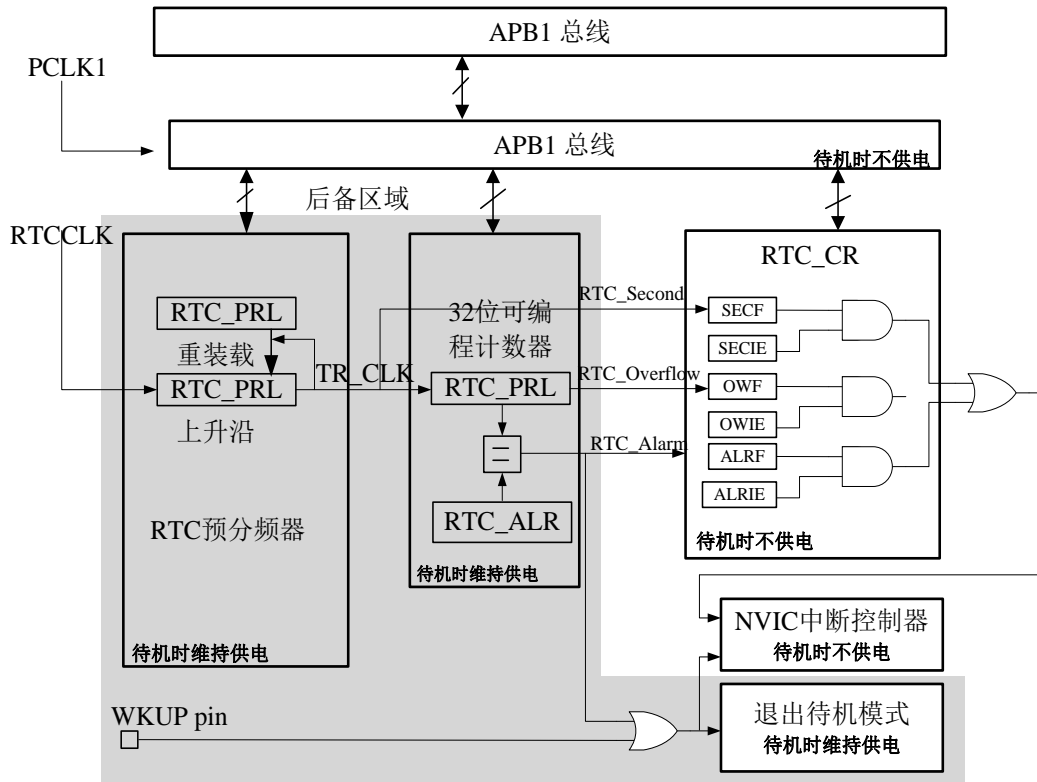 APB1 总线
PCLK1
APB1 总线
待机时不供电
后备区域
RTCCLK
RTC_CR
RTC_PRL
重装载
RTC_PRL
上升沿
RTC预分频器
待机时维持供电
TR_CLK
32位可编
程计数器
RTC_PRL
=
RTC_ALR
待机时维持供电
RTC_Second
RTC_Overflow
RTC_Alarm
SECF
SECIE
OWF
OWIE
ALRF
ALRIE
待机时不供电
NVIC中断控制器
待机时不供电
WKUP pin
退出待机模式
待机时维持供电